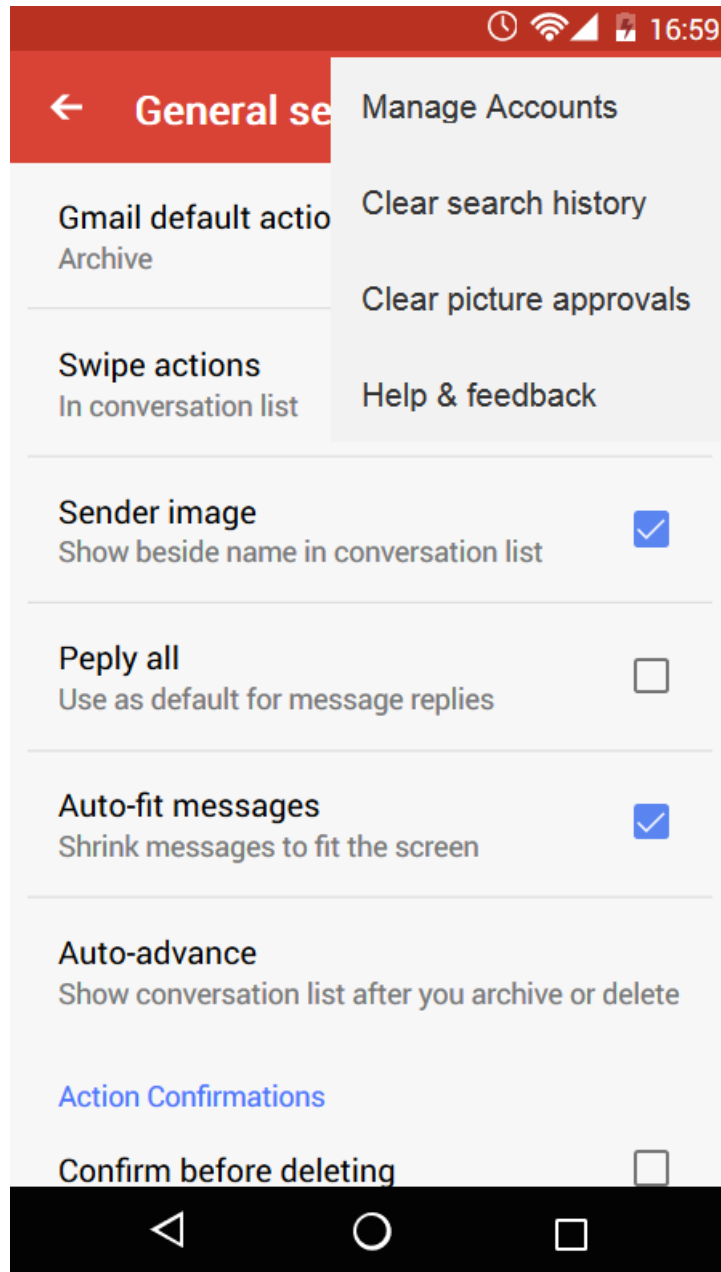 16:59
General se
Manage Accounts
Clear search history
Clear picture approvals
Help & feedback
Gmail default actio
Archive
Swipe actions
In conversation list
Sender image
Show beside name in conversation list
Peply all
Use as default for message replies
Auto-fit messages
Shrink messages to fit the screen
Auto-advance
Show conversation list after you archive or delete
Action Confirmations
Confirm before deleting